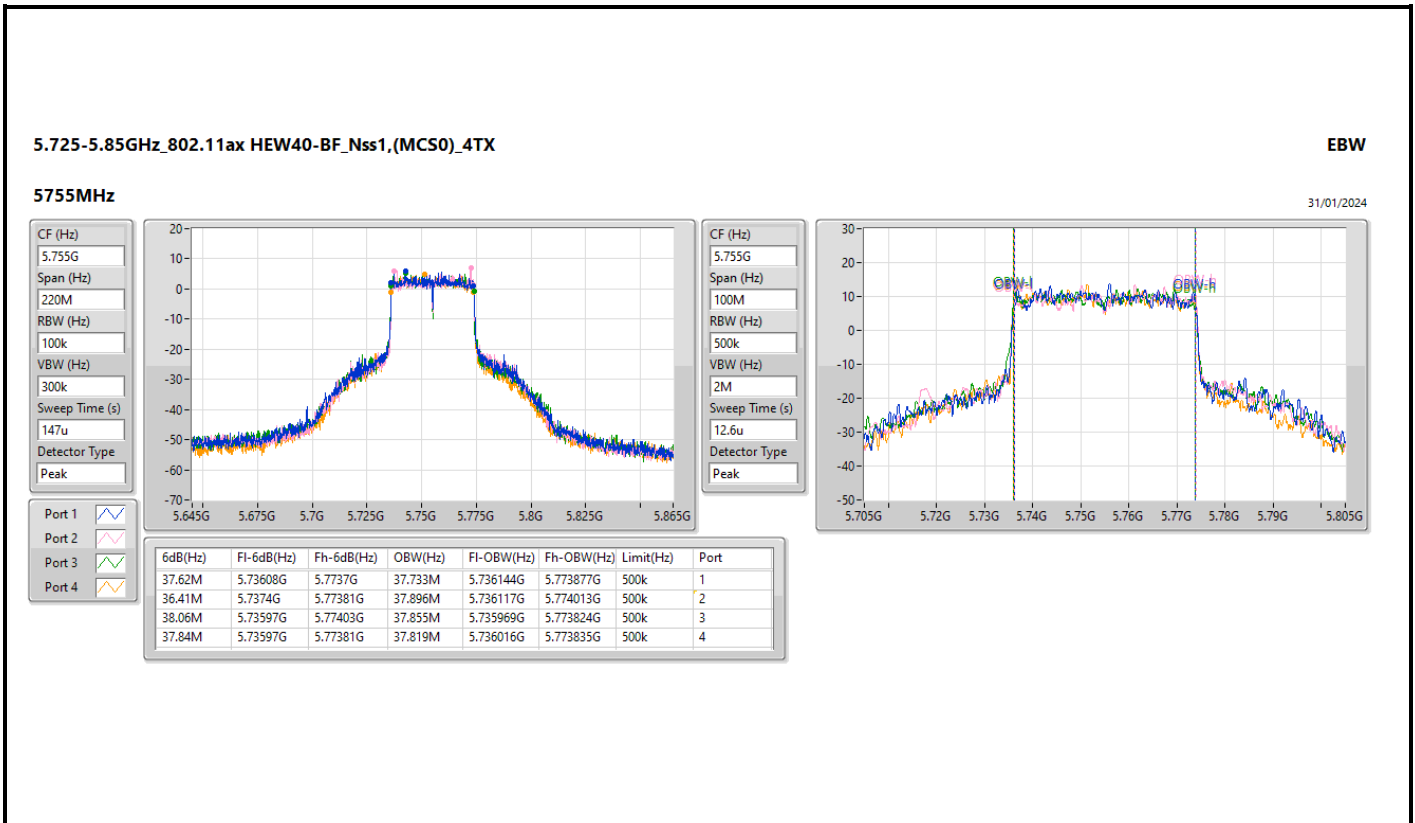 5.725-5.85GHz_802.11ax HEW40-BF_Nss1,(MCS0)_4TX
EBW
5755MHz
31/01/2024
CF (Hz)
5.755G
Span (Hz)
220M
RBW (Hz)
100k
VBW (Hz)
300k
Sweep Time (s)
147u
Detector Type
Peak
20
10
0
-10
-20
-30
-40
-50
-60
-70
5.645G 5.675G 5.7G 5.725G 5.75G 5.775G 5.8G 5.825G 5.865G
CF (Hz)
5.755G
Span (Hz)
100M
RBW (Hz)
500k
VBW (Hz)
2M
Sweep Time (s)
12.6u
Detector Type
Peak
30
20
10
0
-10
-20
-30
-40
-50
OBW-l OBW-h
5.705G 5.72G 5.73G 5.74G 5.75G 5.76G 5.77G 5.78G 5.79G 5.805G
Port 1
Port 2
Port 3
Port 4
6dB(Hz) Fl-6dB(Hz) Fh-6dB(Hz) OBW(Hz) Fl-OBW(Hz) Fh-OBW(Hz) Limit(Hz) Port
37.62M 5.73608G 5.7737G 37.733M 5.736144G 5.773877G 500k 1
36.41M 5.7374G 5.77381G 37.896M 5.736117G 5.774013G 500k 2
38.06M 5.73597G 5.77403G 37.855M 5.735969G 5.773824G 500k 3
37.84M 5.73597G 5.77381G 37.819M 5.736016G 5.773835G 500k 4